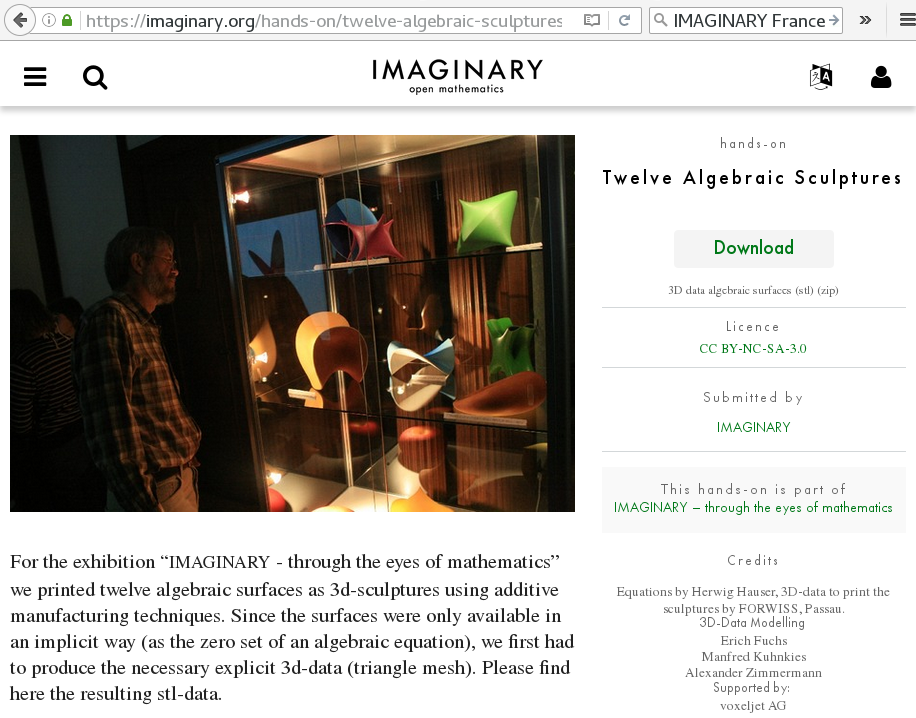 https://imaginary.org/hands-on/twelve-algebraic-sculptures
IMAGINARY France
IMAGINARY
open mathematics
For the exhibition “IMAGINARY - through the eyes of mathematics”
we printed twelve algebraic surfaces as 3d-sculptures using additive
manufacturing techniques. Since the surfaces were only available in
an implicit way (as the zero set of an algebraic equation), we first had
to produce the necessary explicit 3d-data (triangle mesh). Please find
here the resulting stl-data.
hands-on
Twelve Algebraic Sculptures
Download
3D data algebraic surfaces (stl) (zip)
Licence
CC BY-NC-SA-3.0
Submitted by
IMAGINARY
This hands-on is part of
IMAGINARY – through the eyes of mathematics
Credits
Equations by Herwig Hauser, 3D-data to print the
sculptures by FORWISS, Passau.
3D-Data Modelling
Erich Fuchs
Manfred Kuhnkies
Alexander Zimmermann
Supported by:
voxeljet AG